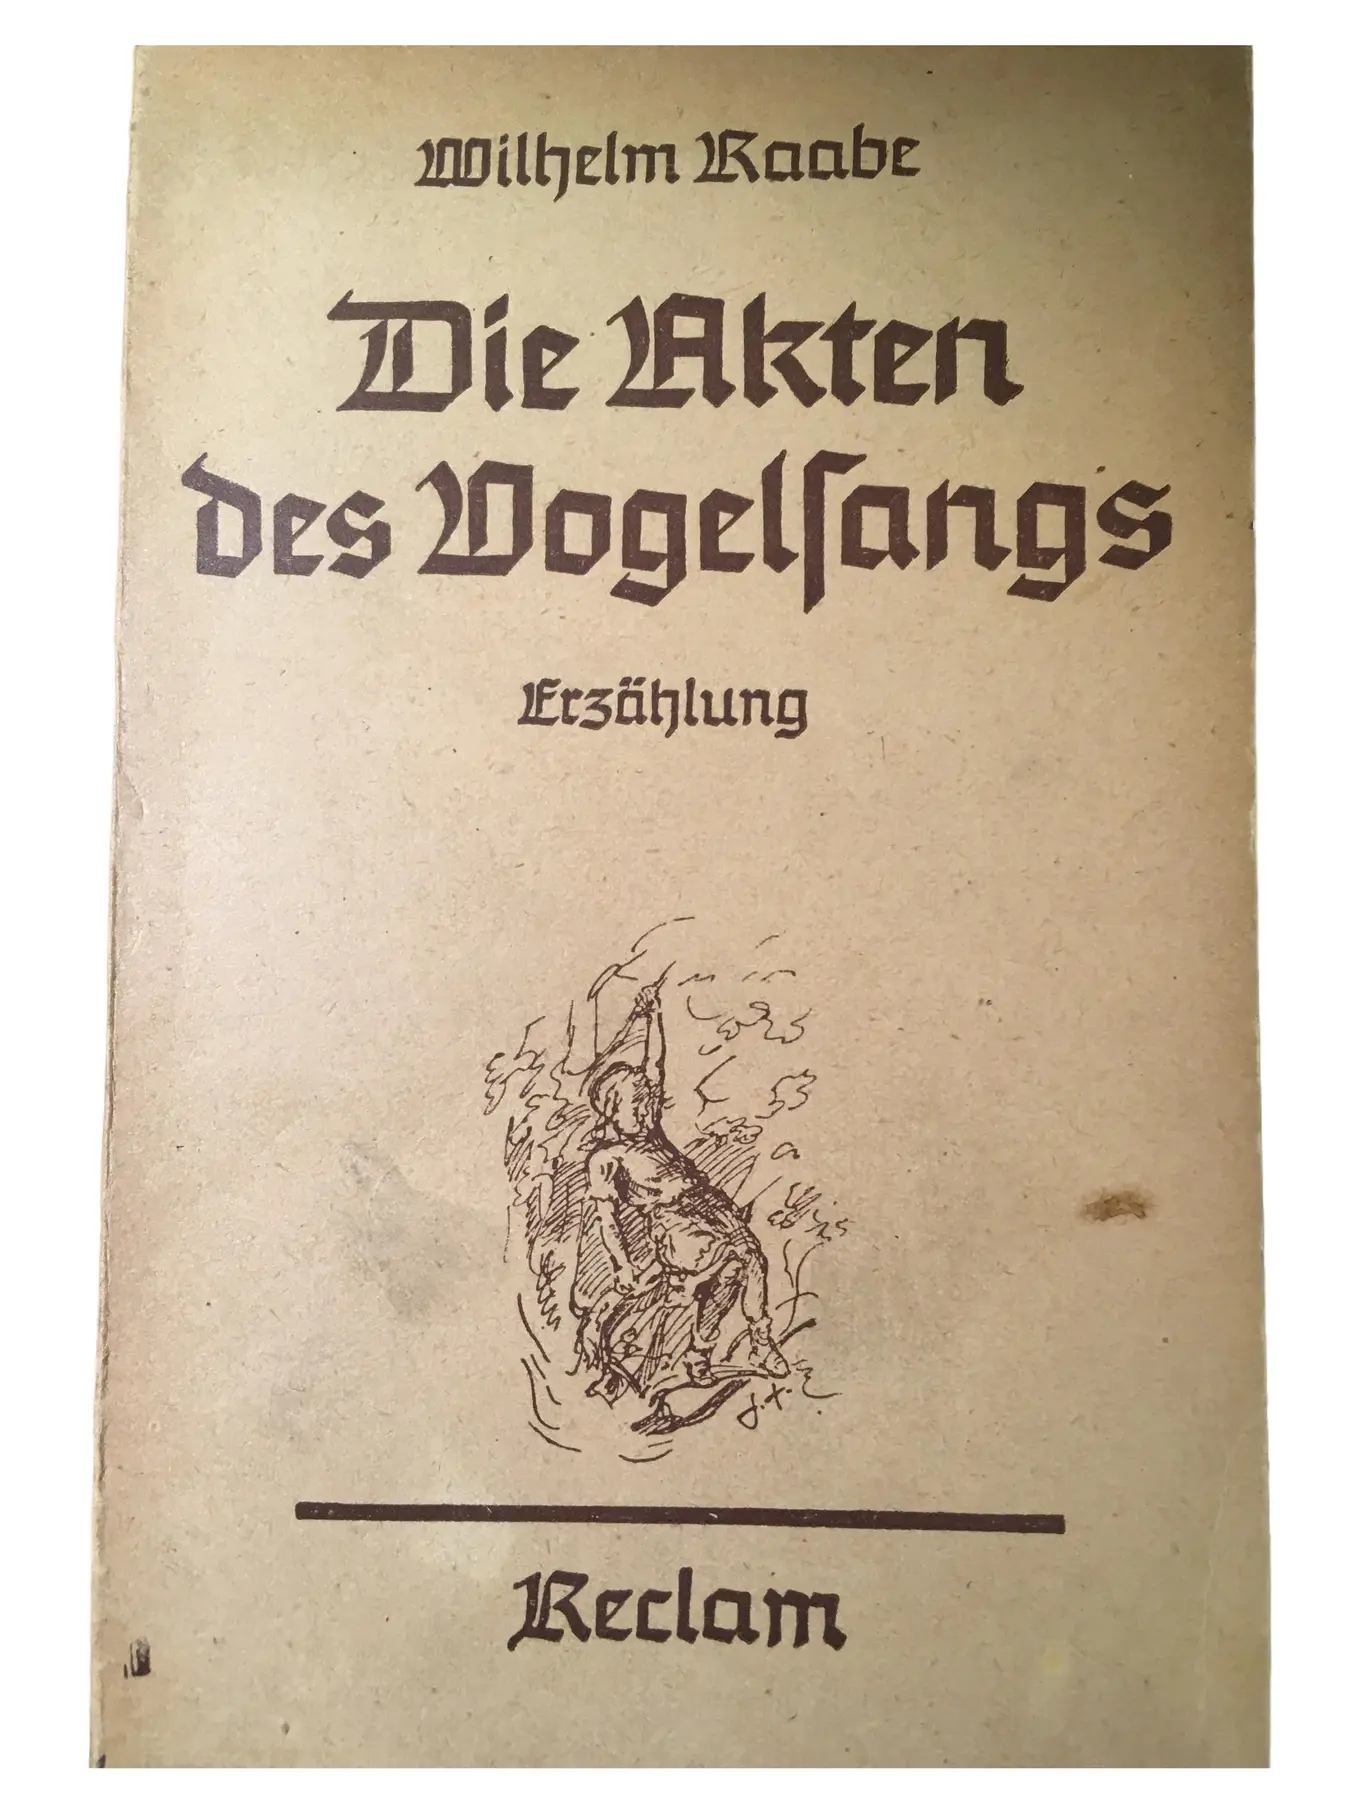 Wilhelm Raabe
Die Akten
des Vogelſangs
Erzählung
Reclam